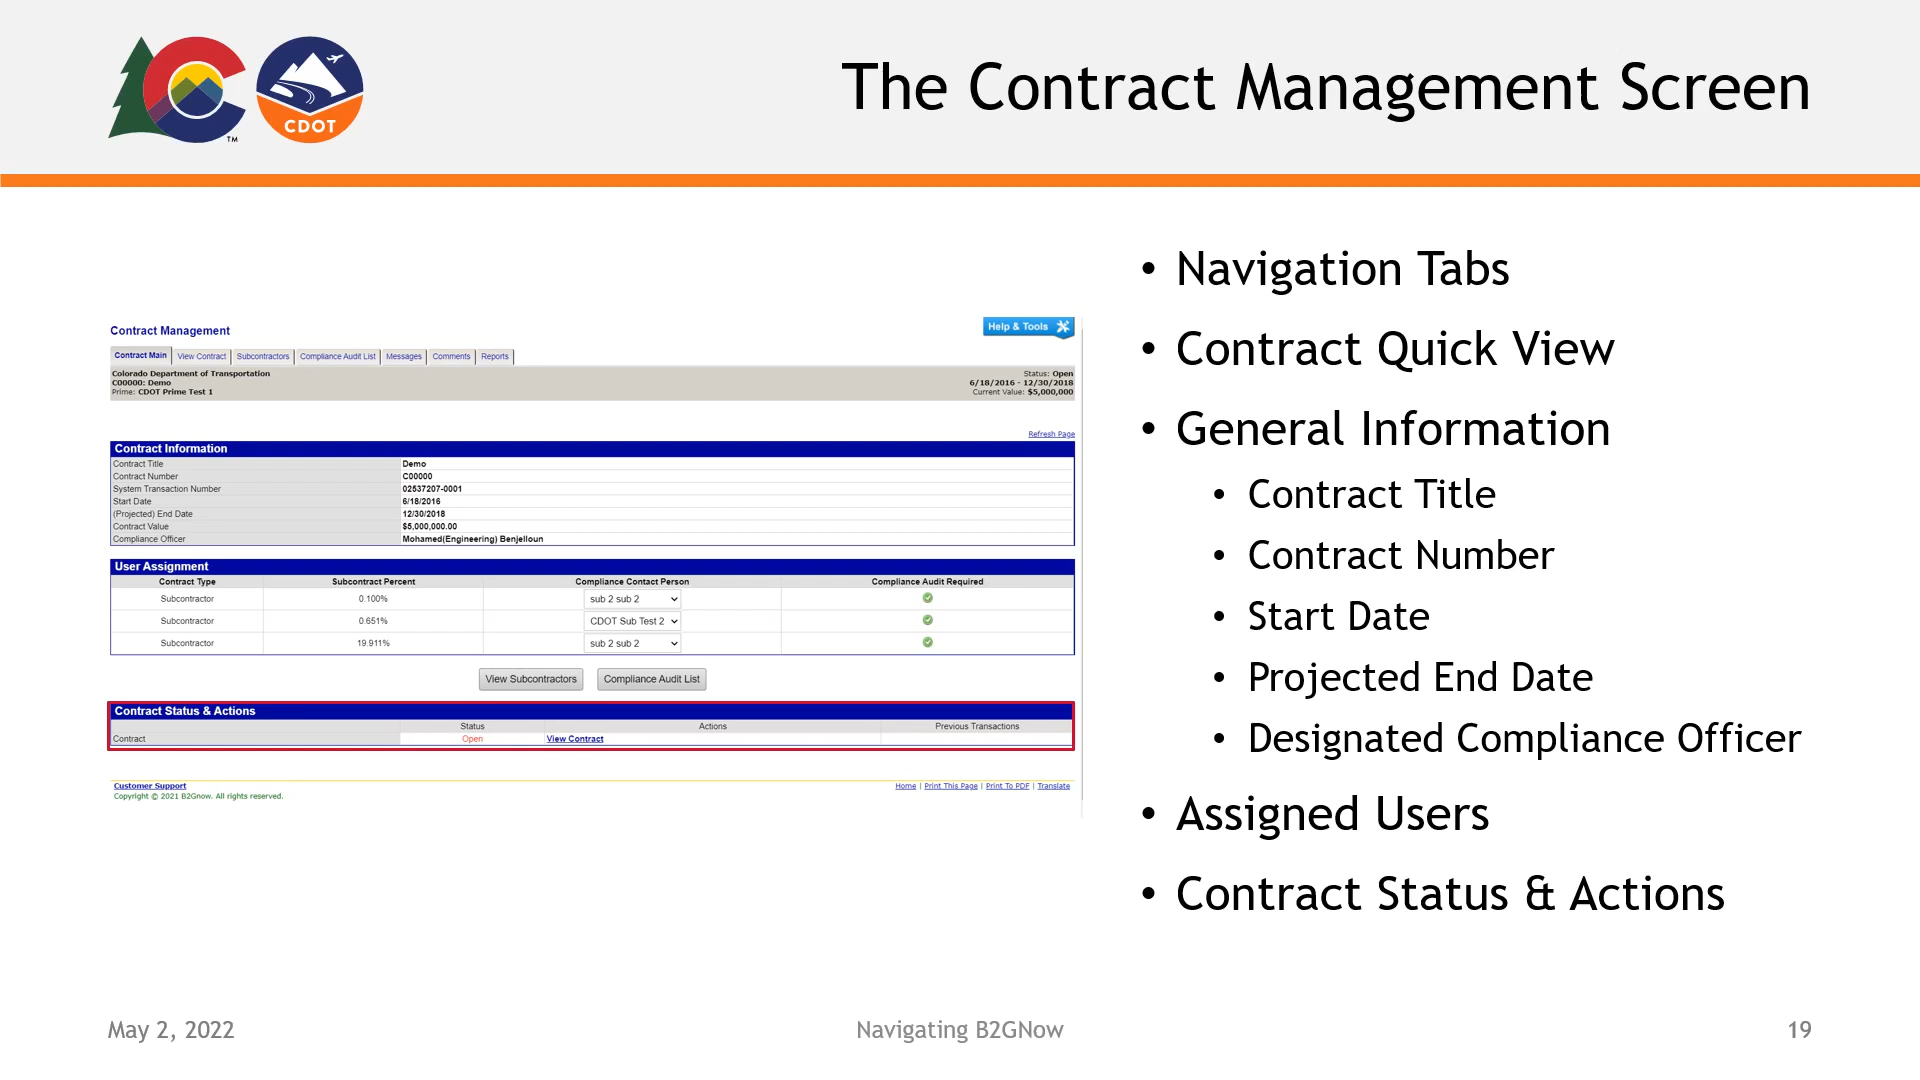 TM
CDOT
The Contract Management Screen
Contract Management
Help & Tools
Contract Main View Contract Subcontractors Compliance Audit List Messages Comments Reports
Colorado Department of Transportation Status: Open
C00000: Demo 6/18/2016 - 12/30/2018
Prime: CDOT Prime Test 1 Current Value: $5,000,000
Refresh Page
Contract Information
Contract Title Demo
Contract Number C00000
System Transaction Number 02537207-0001
Start Date 6/18/2016
(Projected) End Date 12/30/2018
Contract Value $5,000,000.00
Compliance Officer Mohamed(Engineering) Benjelloun
User Assignment
Contract Type Subcontract Percent Compliance Contact Person Compliance Audit Required
Subcontractor 0.100% sub 2 sub 2
Subcontractor 0.651% CDOT Sub Test 2
Subcontractor 19.911% sub 2 sub 2
View Subcontractors Compliance Audit List
Contract Status & Actions
Status Actions Previous Transactions
Contract Open View Contract
Customer Support Home | Print This Page | Print To PDF | Translate
Copyright © 2021 B2Gnow. All rights reserved.
• Navigation Tabs
• Contract Quick View
• General Information
• Contract Title
• Contract Number
• Start Date
• Projected End Date
• Designated Compliance Officer
• Assigned Users
• Contract Status & Actions
May 2, 2022 Navigating B2GNow 19